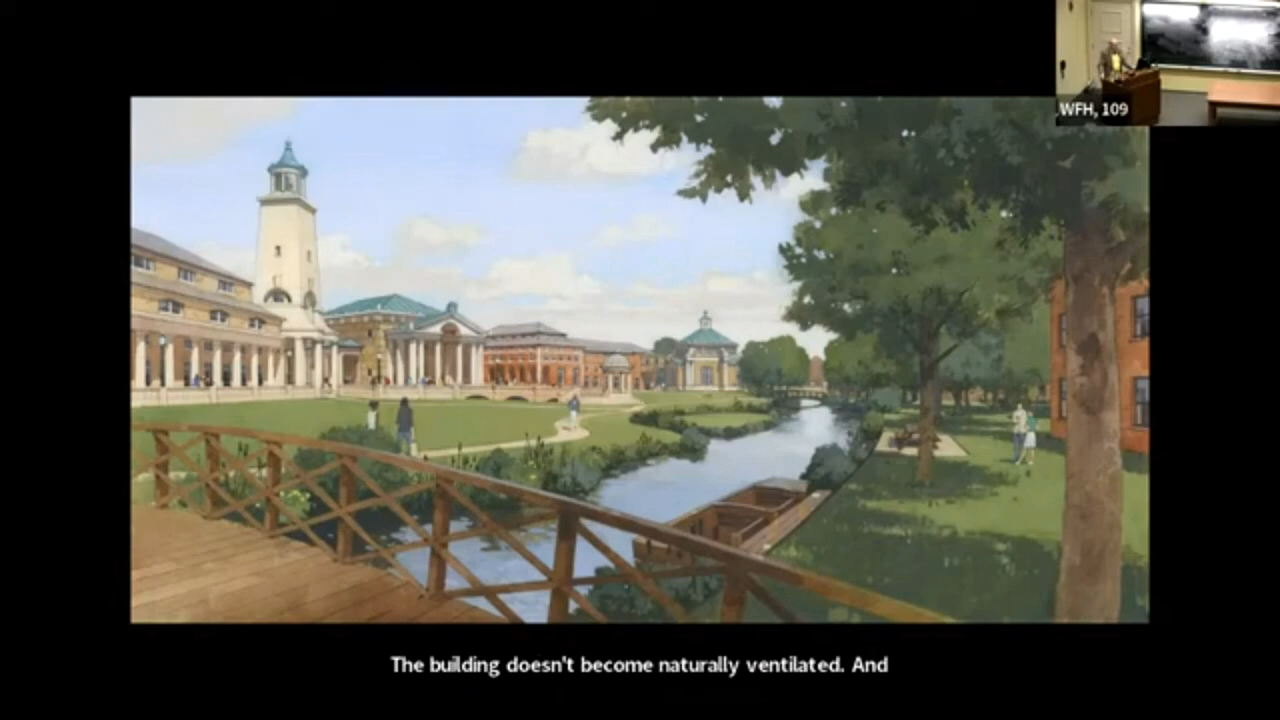 WFH, 109
The building doesn't become naturally ventilated. And